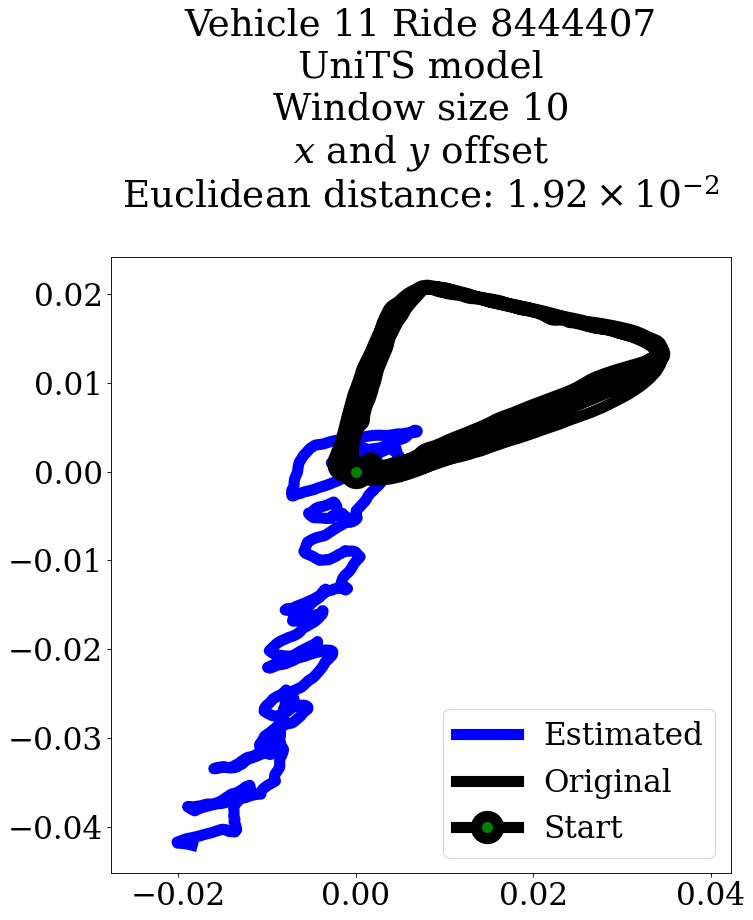 Vehicle 11 Ride 8444407
UniTS model
Window size 10
x and y offset
Euclidean distance: 1.92 × 10⁻²
0.02
0.01
0.00
−0.01
−0.02
−0.03
−0.04
Estimated
Original
Start
−0.02 0.00 0.02 0.04